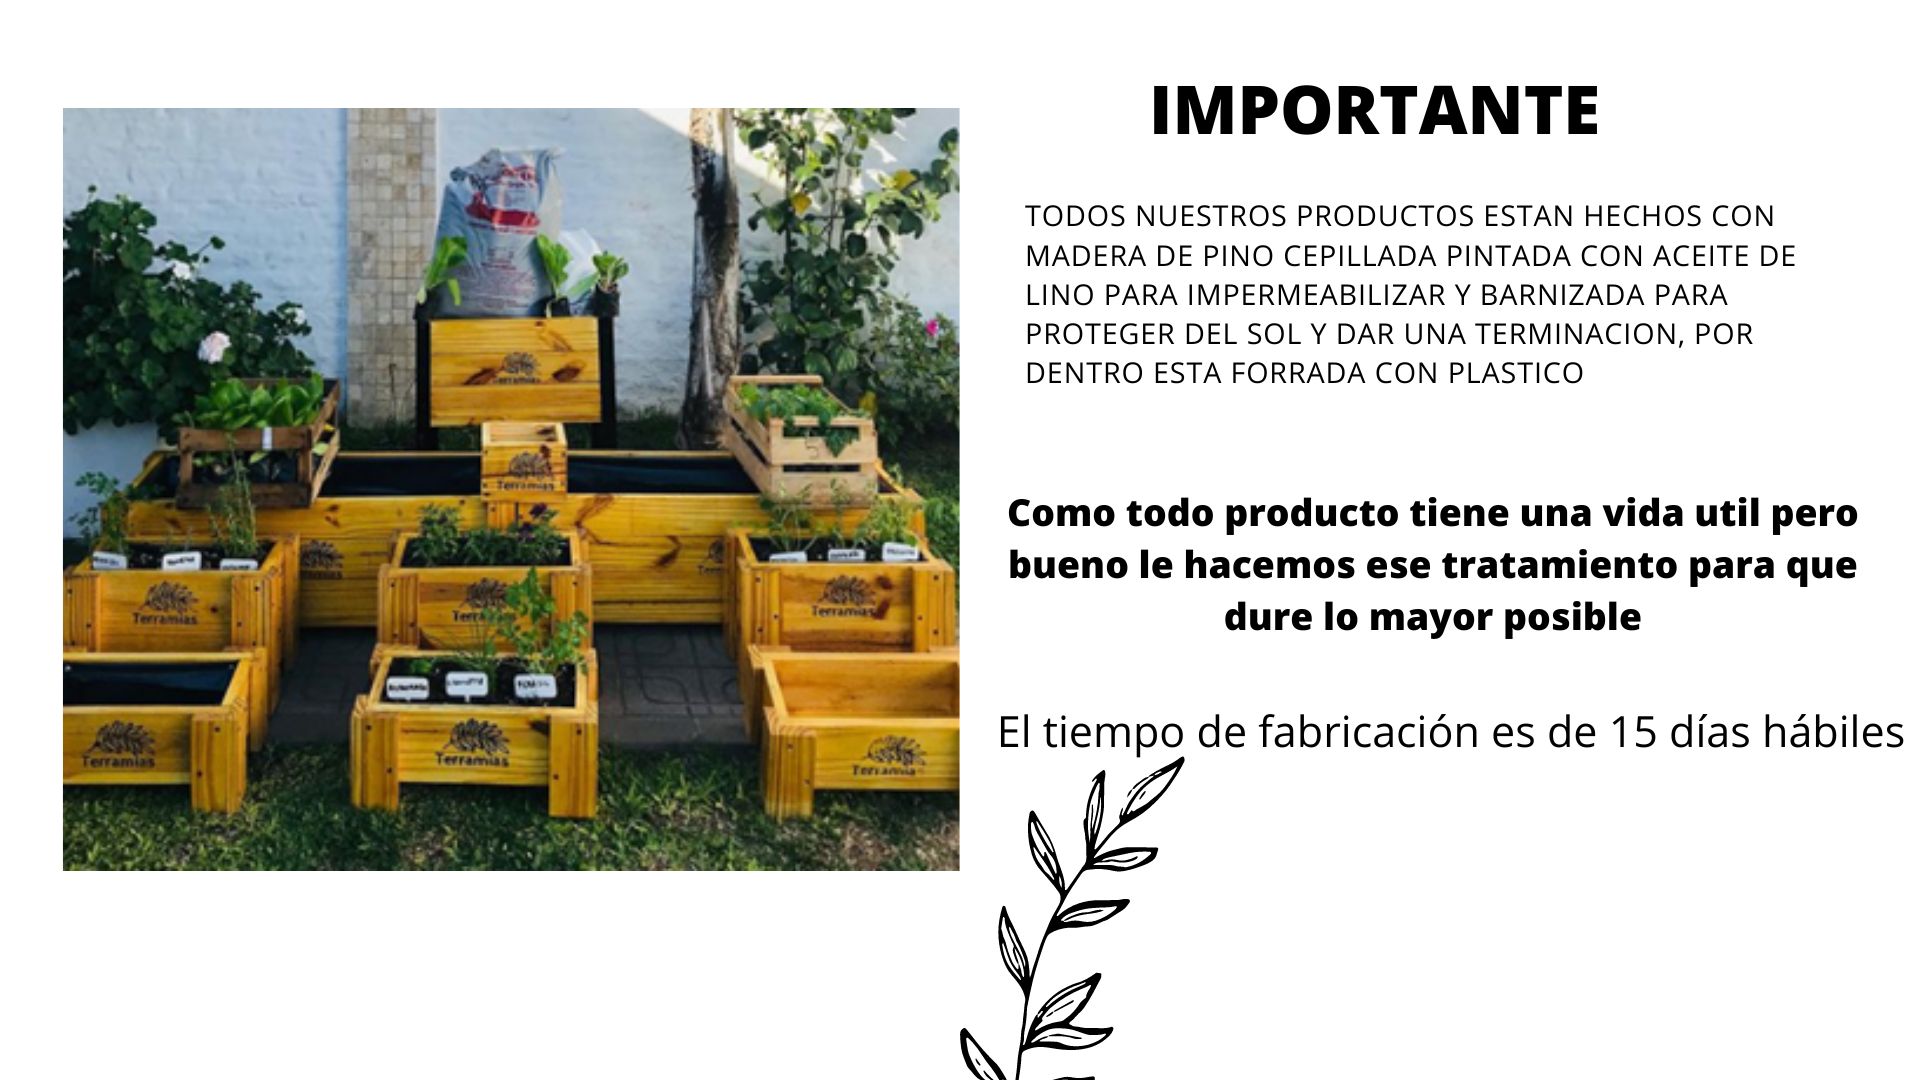 IMPORTANTE
TODOS NUESTROS PRODUCTOS ESTAN HECHOS CON
MADERA DE PINO CEPILLADA PINTADA CON ACEITE DE
LINO PARA IMPERMEABILIZAR Y BARNIZADA PARA
PROTEGER DEL SOL Y DAR UNA TERMINACION, POR
DENTRO ESTA FORRADA CON PLASTICO
Como todo producto tiene una vida util pero
bueno le hacemos ese tratamiento para que
dure lo mayor posible
El tiempo de fabricación es de 15 días hábiles
Terramias
Terramias
Terramias
Terramias
Terramias
Terramias
Terramias